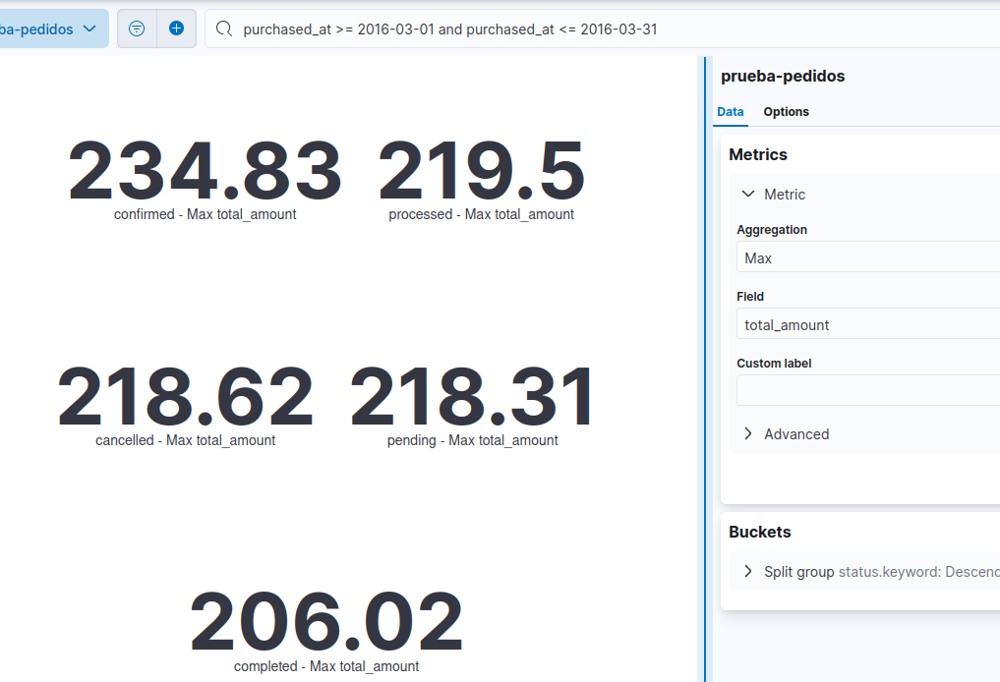 ba-pedidos
purchased_at >= 2016-03-01 and purchased_at <= 2016-03-31
234.83
confirmed - Max total_amount
219.5
processed - Max total_amount
218.62
cancelled - Max total_amount
218.31
pending - Max total_amount
206.02
completed - Max total_amount
prueba-pedidos
Data Options
Metrics
Metric
Aggregation
Max
Field
total_amount
Custom label
Advanced
Buckets
Split group status.keyword: Descend